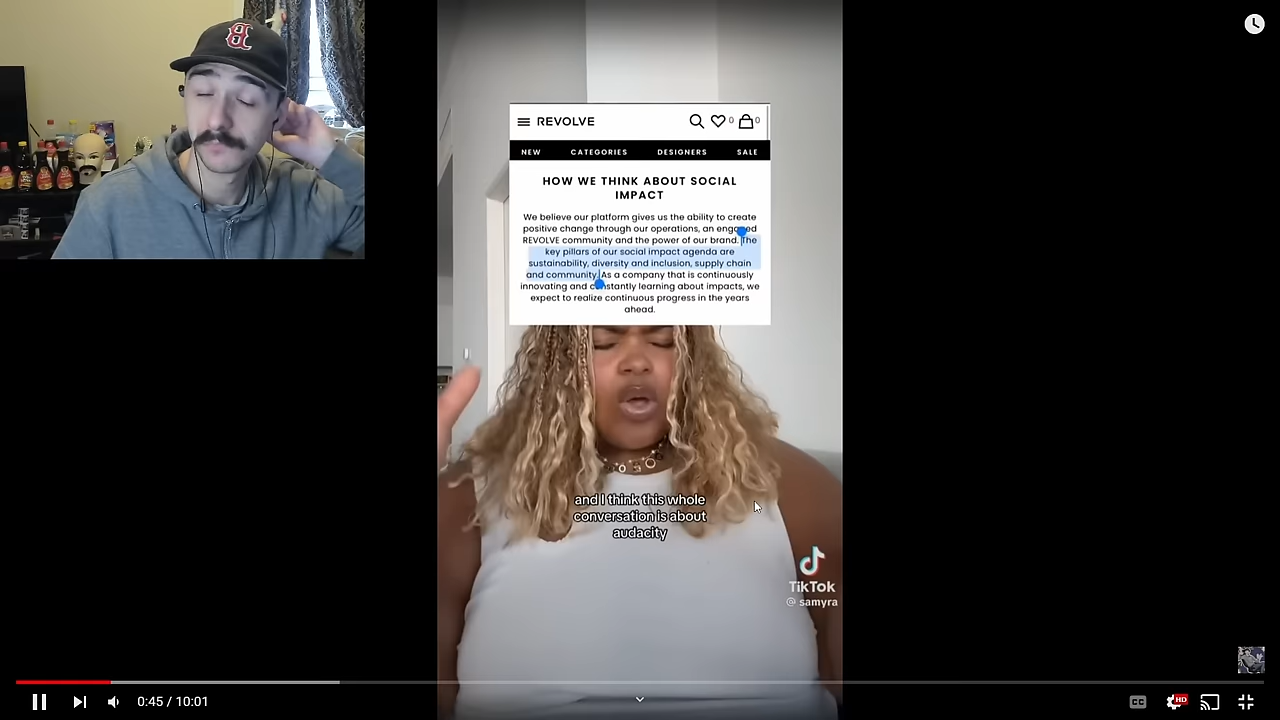 B
REVOLVE
0
0
NEW CATEGORIES DESIGNERS SALE
HOW WE THINK ABOUT SOCIAL
IMPACT
We believe our platform gives us the ability to create
positive change through our operations, an engaged
REVOLVE community and the power of our brand. The
key pillars of our social impact agenda are
sustainability, diversity and inclusion, supply chain
and community. As a company that is continuously
innovating and constantly learning about impacts, we
expect to realize continuous progress in the years
ahead.
and I think this whole
conversation is about
audacity
TikTok
@ samyra
0:45 / 10:01
CC
HD